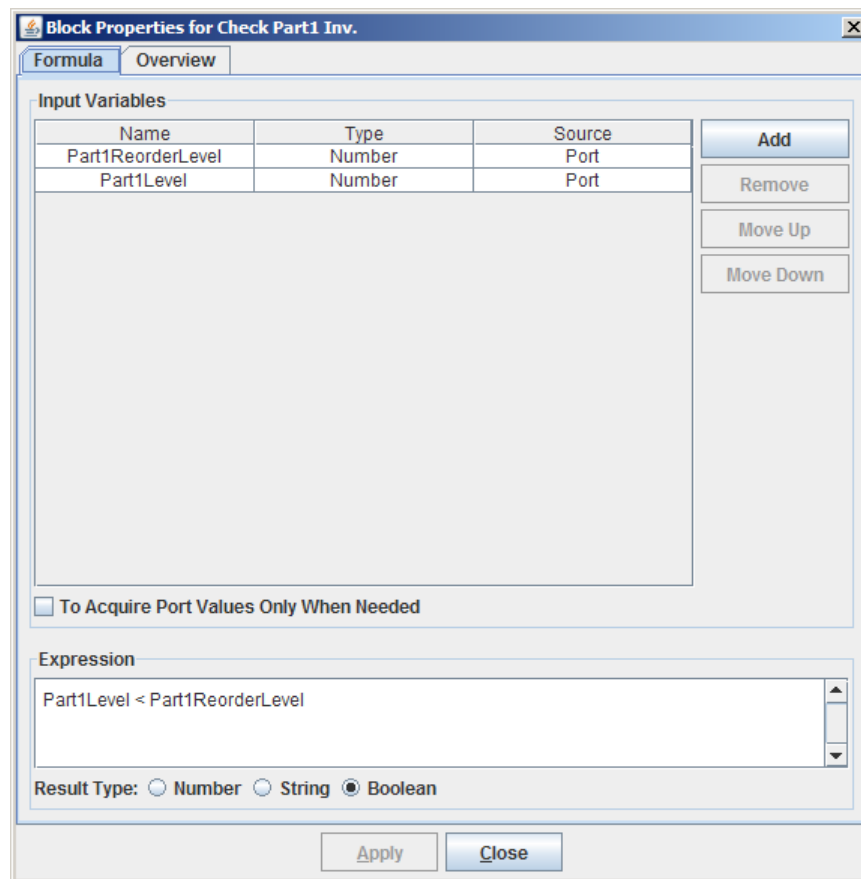 Block Properties for Check Part1 Inv.
Formula Overview
Input Variables
Name Type Source
Part1ReorderLevel Number Port
Part1Level Number Port
Add
Remove
Move Up
Move Down
To Acquire Port Values Only When Needed
Expression
Part1Level < Part1ReorderLevel
Result Type: Number String Boolean
Apply Close